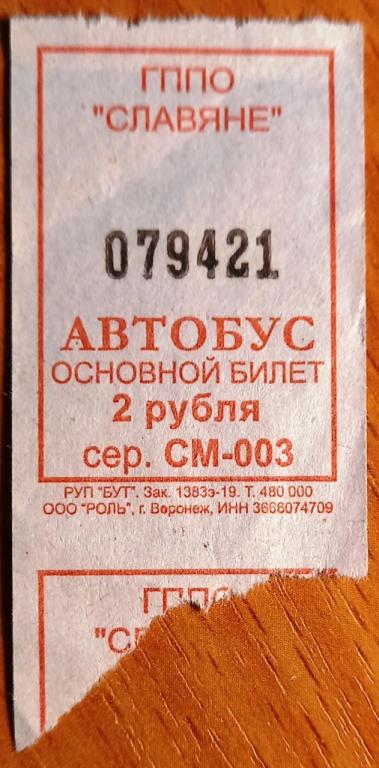 ГППО
"СЛАВЯНЕ"
079421
АВТОБУС
ОСНОВНОЙ БИЛЕТ
2 рубля
сер. СМ-003
РУП "БУТ". Зак. 1383э-19. Т. 480 000
ООО "РОЛЬ", г. Воронеж, ИНН 3666074709
ГППО